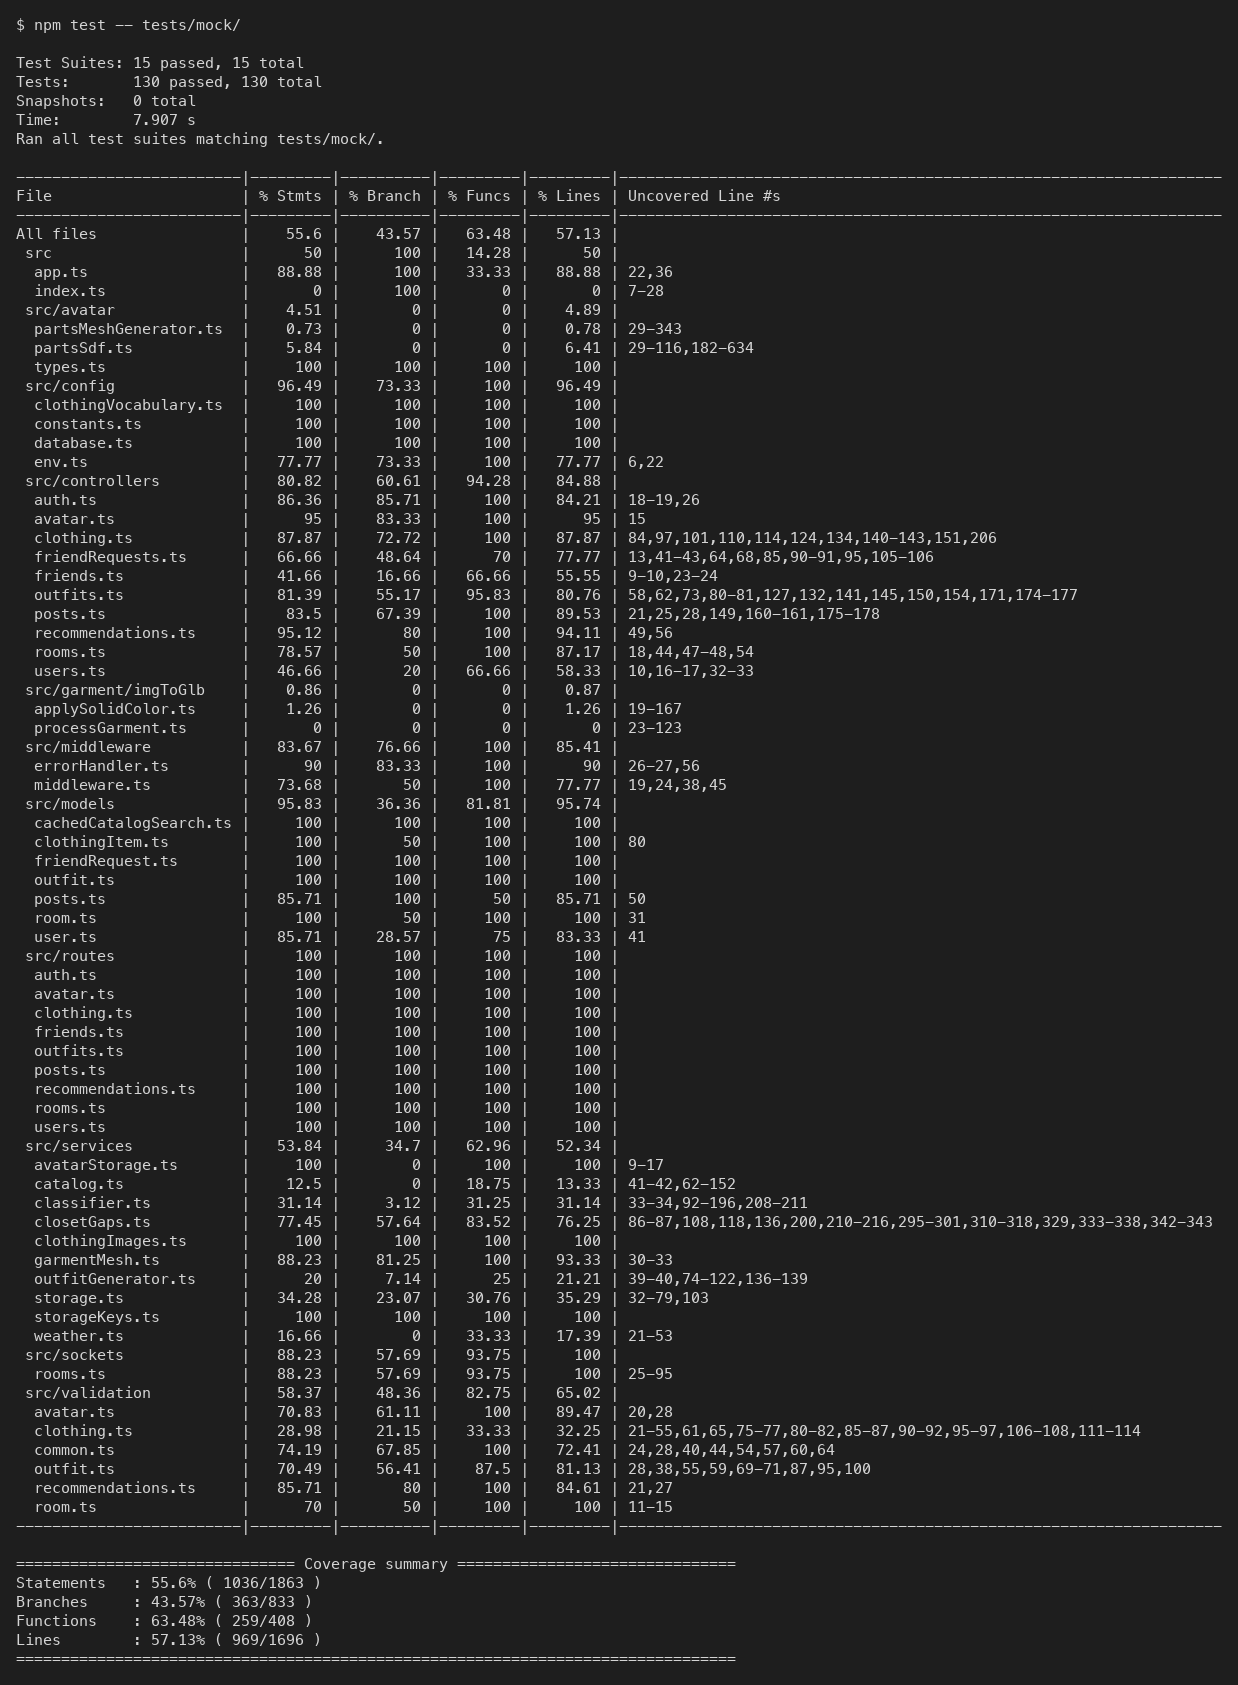 $ npm test -- tests/mock/

Test Suites: 15 passed, 15 total
Tests:       130 passed, 130 total
Snapshots:   0 total
Time:        7.907 s
Ran all test suites matching tests/mock/.

-------------------------|---------|----------|---------|---------|-------------------------------------------------------------------
File                     | % Stmts | % Branch | % Funcs | % Lines | Uncovered Line #s
-------------------------|---------|----------|---------|---------|-------------------------------------------------------------------
All files                |    55.6 |    43.57 |   63.48 |   57.13 |
 src                     |      50 |      100 |   14.28 |      50 |
  app.ts                 |   88.88 |      100 |   33.33 |   88.88 | 22,36
  index.ts               |       0 |      100 |       0 |       0 | 7-28
 src/avatar              |    4.51 |        0 |       0 |    4.89 |
  partsMeshGenerator.ts  |    0.73 |        0 |       0 |    0.78 | 29-343
  partsSdf.ts            |    5.84 |        0 |       0 |    6.41 | 29-116,182-634
  types.ts               |     100 |      100 |     100 |     100 |
 src/config              |   96.49 |    73.33 |     100 |   96.49 |
  clothingVocabulary.ts  |     100 |      100 |     100 |     100 |
  constants.ts           |     100 |      100 |     100 |     100 |
  database.ts            |     100 |      100 |     100 |     100 |
  env.ts                 |   77.77 |    73.33 |     100 |   77.77 | 6,22
 src/controllers         |   80.82 |    60.61 |   94.28 |   84.88 |
  auth.ts                |   86.36 |    85.71 |     100 |   84.21 | 18-19,26
  avatar.ts              |      95 |    83.33 |     100 |      95 | 15
  clothing.ts            |   87.87 |    72.72 |     100 |   87.87 | 84,97,101,110,114,124,134,140-143,151,206
  friendRequests.ts      |   66.66 |    48.64 |      70 |   77.77 | 13,41-43,64,68,85,90-91,95,105-106
  friends.ts             |   41.66 |    16.66 |   66.66 |   55.55 | 9-10,23-24
  outfits.ts             |   81.39 |    55.17 |   95.83 |   80.76 | 58,62,73,80-81,127,132,141,145,150,154,171,174-177
  posts.ts               |    83.5 |    67.39 |     100 |   89.53 | 21,25,28,149,160-161,175-178
  recommendations.ts     |   95.12 |       80 |     100 |   94.11 | 49,56
  rooms.ts               |   78.57 |       50 |     100 |   87.17 | 18,44,47-48,54
  users.ts               |   46.66 |       20 |   66.66 |   58.33 | 10,16-17,32-33
 src/garment/imgToGlb    |    0.86 |        0 |       0 |    0.87 |
  applySolidColor.ts     |    1.26 |        0 |       0 |    1.26 | 19-167
  processGarment.ts      |       0 |        0 |       0 |       0 | 23-123
 src/middleware          |   83.67 |    76.66 |     100 |   85.41 |
  errorHandler.ts        |      90 |    83.33 |     100 |      90 | 26-27,56
  middleware.ts          |   73.68 |       50 |     100 |   77.77 | 19,24,38,45
 src/models              |   95.83 |    36.36 |   81.81 |   95.74 |
  cachedCatalogSearch.ts |     100 |      100 |     100 |     100 |
  clothingItem.ts        |     100 |       50 |     100 |     100 | 80
  friendRequest.ts       |     100 |      100 |     100 |     100 |
  outfit.ts              |     100 |      100 |     100 |     100 |
  posts.ts               |   85.71 |      100 |      50 |   85.71 | 50
  room.ts                |     100 |       50 |     100 |     100 | 31
  user.ts                |   85.71 |    28.57 |      75 |   83.33 | 41
 src/routes              |     100 |      100 |     100 |     100 |
  auth.ts                |     100 |      100 |     100 |     100 |
  avatar.ts              |     100 |      100 |     100 |     100 |
  clothing.ts            |     100 |      100 |     100 |     100 |
  friends.ts             |     100 |      100 |     100 |     100 |
  outfits.ts             |     100 |      100 |     100 |     100 |
  posts.ts               |     100 |      100 |     100 |     100 |
  recommendations.ts     |     100 |      100 |     100 |     100 |
  rooms.ts               |     100 |      100 |     100 |     100 |
  users.ts               |     100 |      100 |     100 |     100 |
 src/services            |   53.84 |     34.7 |   62.96 |   52.34 |
  avatarStorage.ts       |     100 |        0 |     100 |     100 | 9-17
  catalog.ts             |    12.5 |        0 |   18.75 |   13.33 | 41-42,62-152
  classifier.ts          |   31.14 |     3.12 |   31.25 |   31.14 | 33-34,92-196,208-211
  closetGaps.ts          |   77.45 |    57.64 |   83.52 |   76.25 | 86-87,108,118,136,200,210-216,295-301,310-318,329,333-338,342-343
  clothingImages.ts      |     100 |      100 |     100 |     100 |
  garmentMesh.ts         |   88.23 |    81.25 |     100 |   93.33 | 30-33
  outfitGenerator.ts     |      20 |     7.14 |      25 |   21.21 | 39-40,74-122,136-139
  storage.ts             |   34.28 |    23.07 |   30.76 |   35.29 | 32-79,103
  storageKeys.ts         |     100 |      100 |     100 |     100 |
  weather.ts             |   16.66 |        0 |   33.33 |   17.39 | 21-53
 src/sockets             |   88.23 |    57.69 |   93.75 |     100 |
  rooms.ts               |   88.23 |    57.69 |   93.75 |     100 | 25-95
 src/validation          |   58.37 |    48.36 |   82.75 |   65.02 |
  avatar.ts              |   70.83 |    61.11 |     100 |   89.47 | 20,28
  clothing.ts            |   28.98 |    21.15 |   33.33 |   32.25 | 21-55,61,65,75-77,80-82,85-87,90-92,95-97,106-108,111-114
  common.ts              |   74.19 |    67.85 |     100 |   72.41 | 24,28,40,44,54,57,60,64
  outfit.ts              |   70.49 |    56.41 |    87.5 |   81.13 | 28,38,55,59,69-71,87,95,100
  recommendations.ts     |   85.71 |       80 |     100 |   84.61 | 21,27
  room.ts                |      70 |       50 |     100 |     100 | 11-15
-------------------------|---------|----------|---------|---------|-------------------------------------------------------------------

=============================== Coverage summary ===============================
Statements   : 55.6% ( 1036/1863 )
Branches     : 43.57% ( 363/833 )
Functions    : 63.48% ( 259/408 )
Lines        : 57.13% ( 969/1696 )
================================================================================